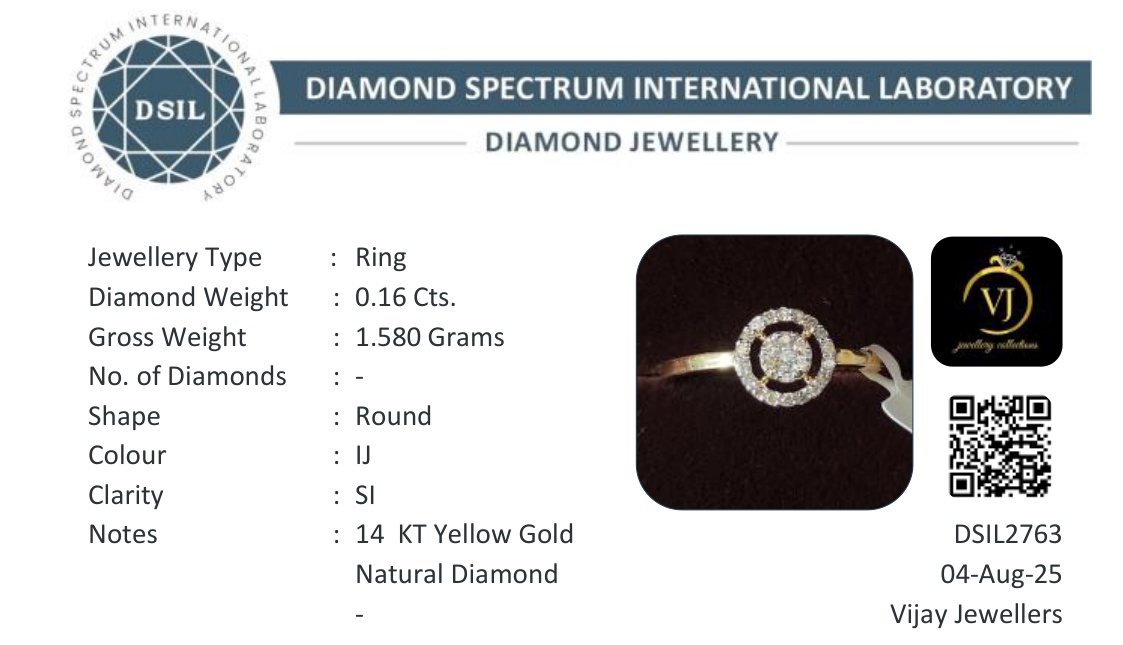 DIAMOND SPECTRUM INTERNATIONAL LABORATORY
DSIL
DIAMOND SPECTRUM INTERNATIONAL LABORATORY
DIAMOND JEWELLERY
Jewellery Type : Ring
Diamond Weight : 0.16 Cts.
Gross Weight : 1.580 Grams
No. of Diamonds : -
Shape : Round
Colour : IJ
Clarity : SI
Notes : 14 KT Yellow Gold
Natural Diamond
-
VJ
jewellery collections
DSIL2763
04-Aug-25
Vijay Jewellers